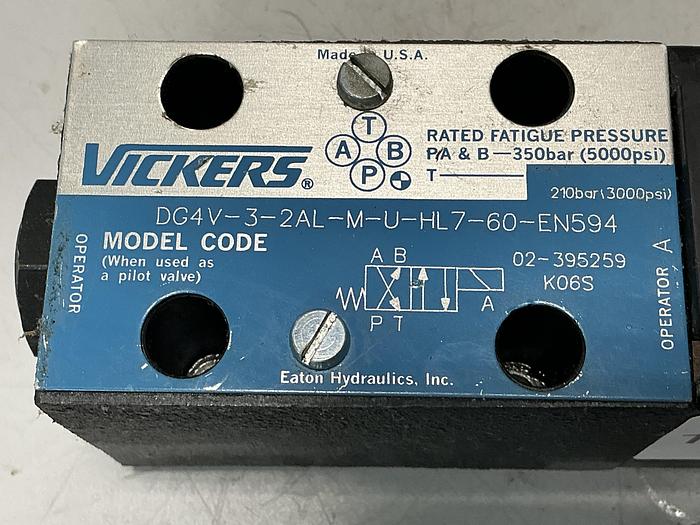 Made in U.S.A.
T
A B
P
VICKERS®
RATED FATIGUE PRESSURE
P,A & B—350bar (5000psi)
T—
210bar(3000psi)
DG4V-3-2AL-M-U-HL7-60-EN594
OPERATOR
MODEL CODE
(When used as
a pilot valve)
A B
A
P T
02-395259
K06S
OPERATOR A
Eaton Hydraulics, Inc.